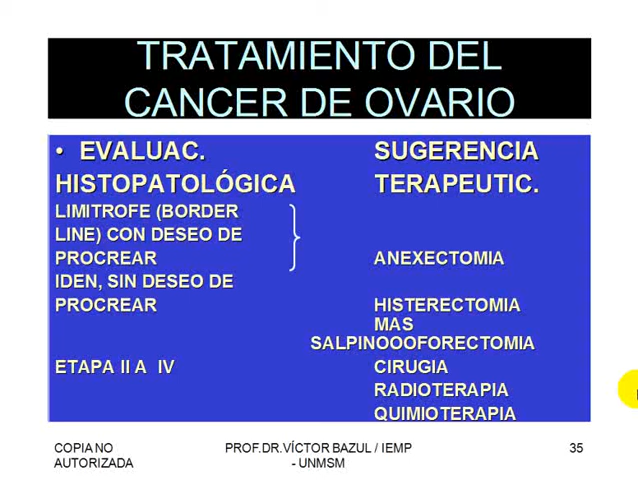 TRATAMIENTO DEL
CANCER DE OVARIO
• EVALUAC. SUGERENCIA
HISTOPATOLÓGICA TERAPEUTIC.
LIMITROFE (BORDER
LINE) CON DESEO DE
PROCREAR ANEXECTOMIA
IDEN, SIN DESEO DE
PROCREAR HISTERECTOMIA
MAS
SALPINOOOFORECTOMIA
ETAPA II A IV CIRUGIA
RADIOTERAPIA
QUIMIOTERAPIA
COPIA NO
AUTORIZADA
PROF.DR.VÍCTOR BAZUL / IEMP
- UNMSM
35